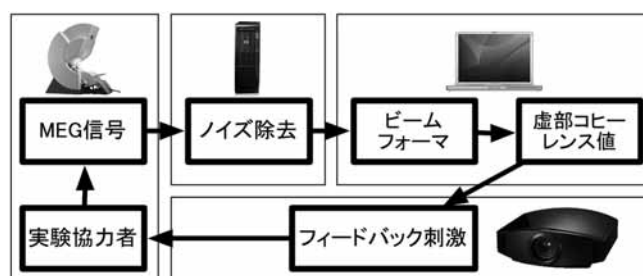 MEG信号
ノイズ除去
ビーム
フォーマ
虚部コヒー
レンス値
実験協力者
フィードバック刺激